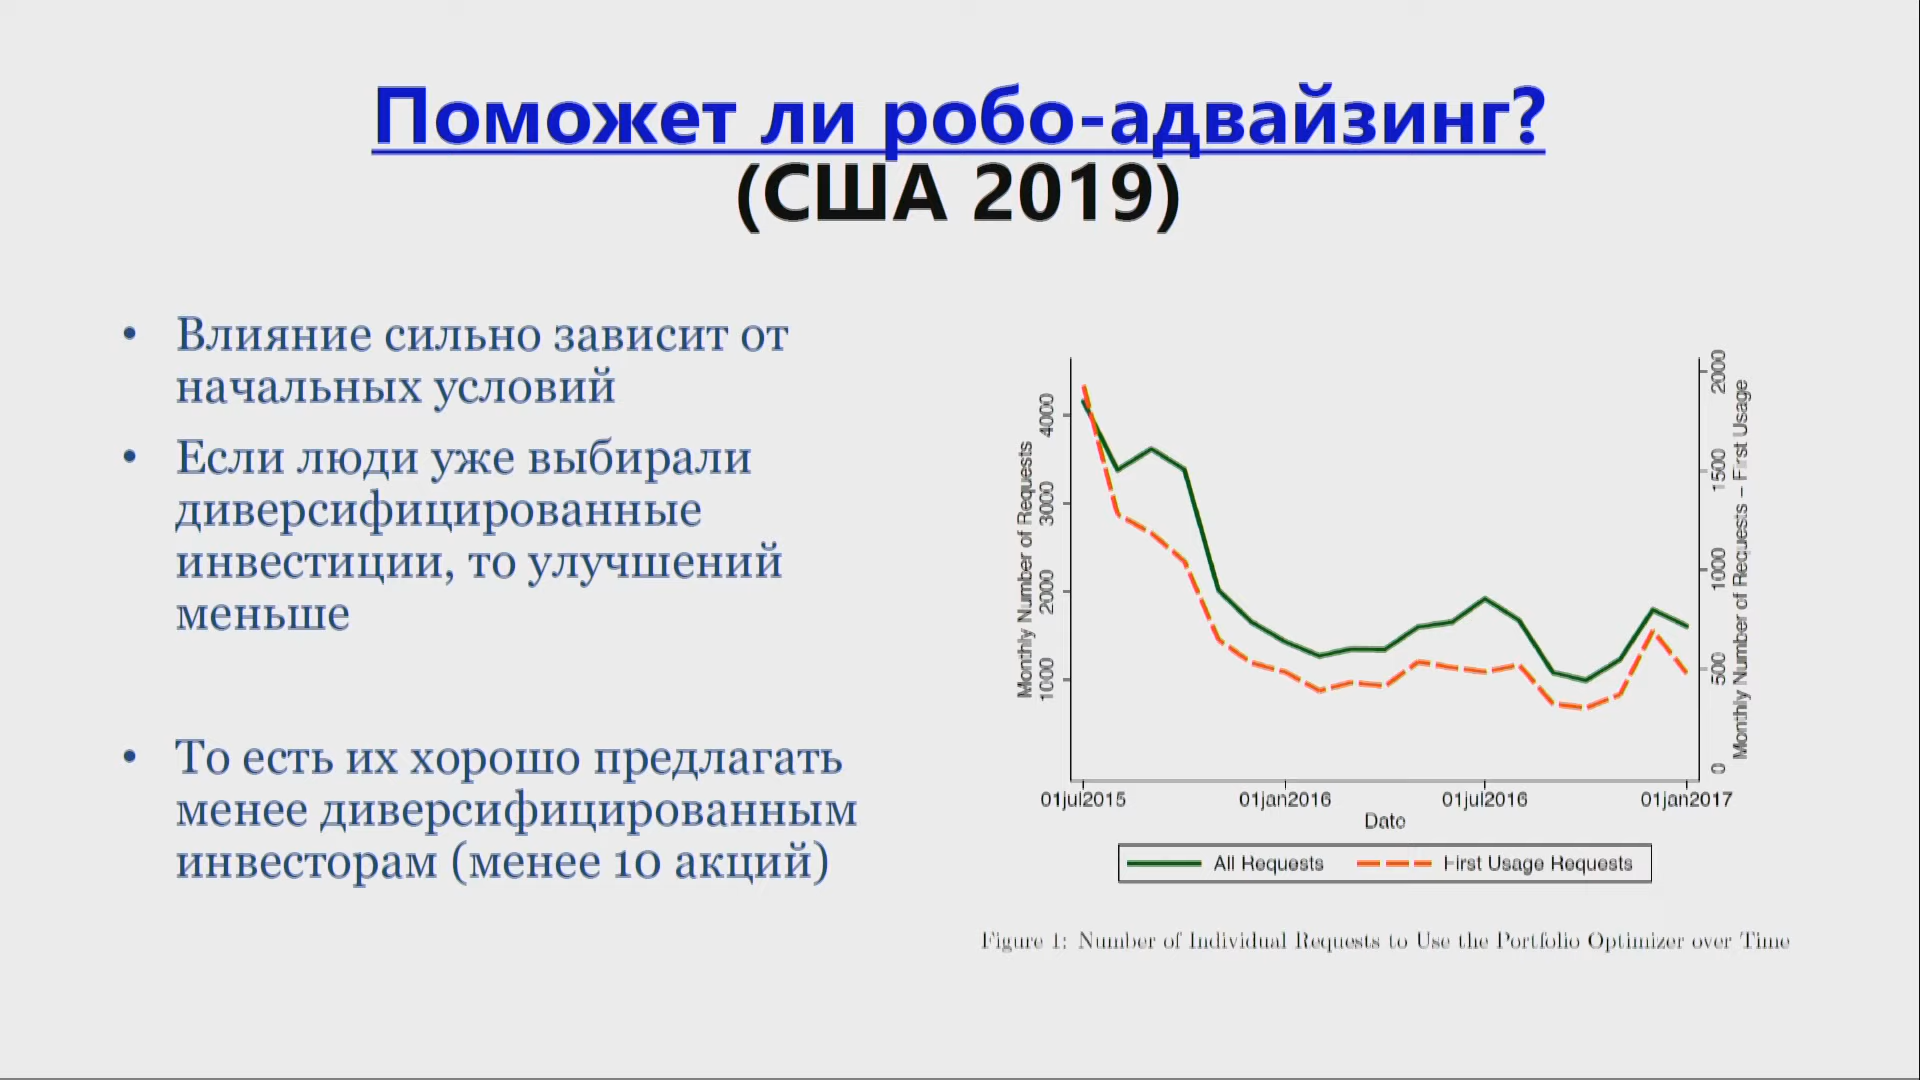 Поможет ли робо-адвайзинг?
(США 2019)
• Влияние сильно зависит от
начальных условий
• Если люди уже выбирали
диверсифицированные
инвестиции, то улучшений
меньше
• То есть их хорошо предлагать
менее диверсифицированным
инвесторам (менее 10 акций)
Monthly Number of Requests
1000 2000 3000 4000
0 500 1000 1500 2000
Monthly Number of Requests – First Usage
01jul2015 01jan2016 01jul2016 01jan2017
Date
All Requests First Usage Requests
Figure 1: Number of Individual Requests to Use the Portfolio Optimizer over Time